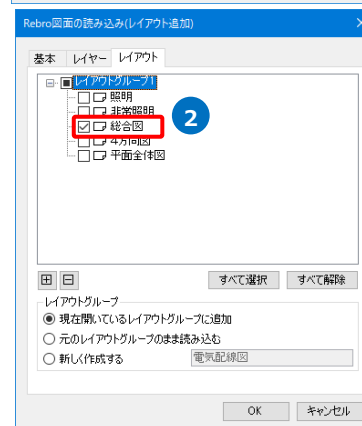 Rebro図面の読み込み(レイアウト追加)
基本 レイヤー レイアウト
レイアウトグループ1
照明
非常照明
総合図
2
4方向図
平面全体図
すべて選択 すべて解除
レイアウトグループ
現在開いているレイアウトグループに追加
元のレイアウトグループのまま読み込む
新しく作成する 電気配線図
OK キャンセル